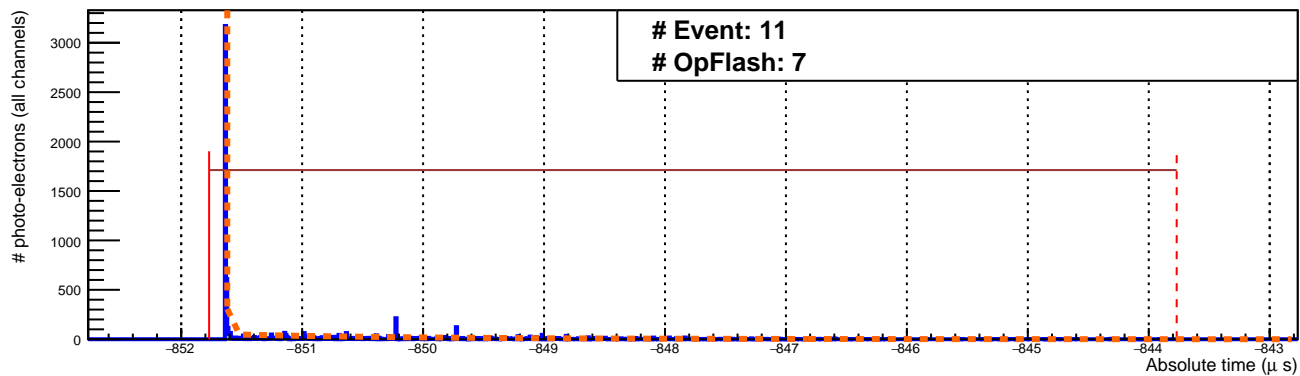 # Event: 11
# OpFlash: 7
# photo-electrons (all channels)
3000
2500
2000
1500
1000
500
0
−852 −851 −850 −849 −848 −847 −846 −845 −844 −843
Absolute time (μ s)